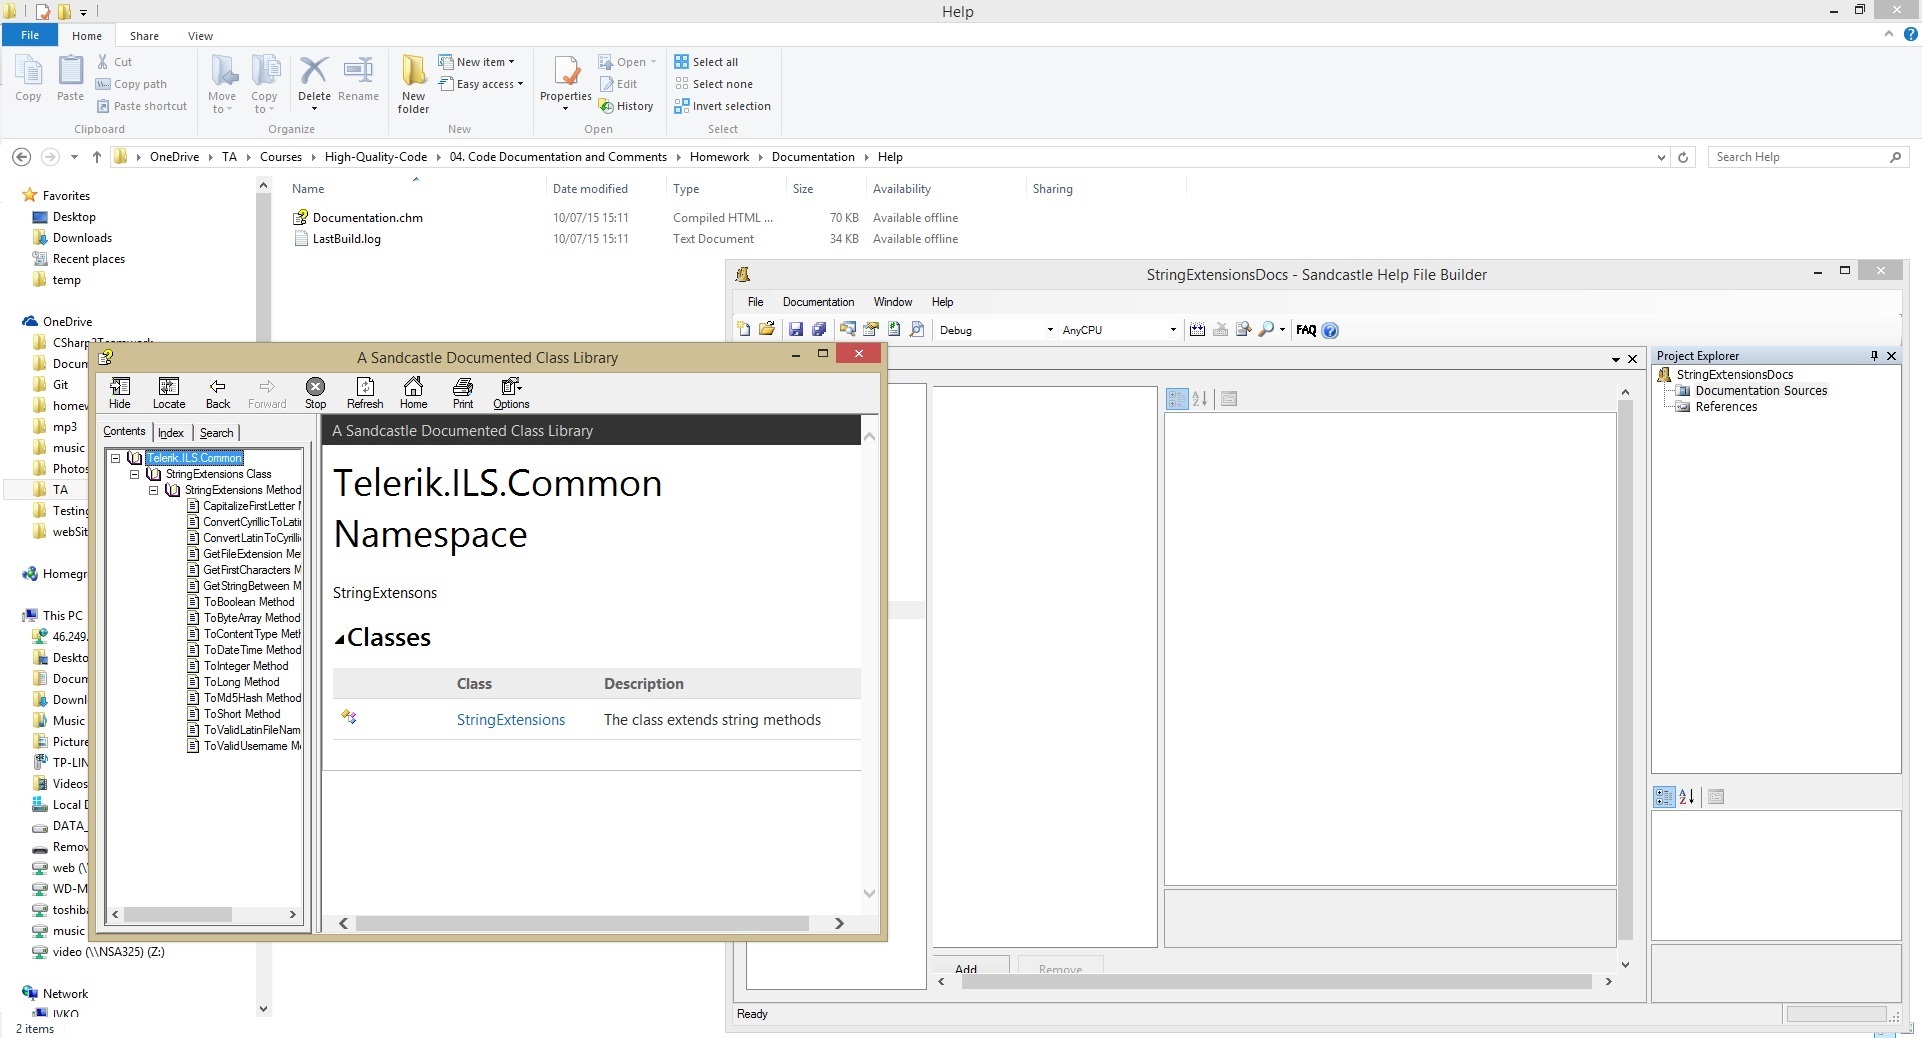 Help
File Home Share View
Copy
Paste
Cut
Copy path
Paste shortcut
Clipboard
Move to
Copy to
Delete
Rename
Organize
New folder
New item
Easy access
New
Properties
Open
Edit
History
Open
Select all
Select none
Invert selection
Select
OneDrive TA Courses High-Quality-Code 04. Code Documentation and Comments Homework Documentation Help
Search Help
Favorites
Desktop
Downloads
Recent places
temp
OneDrive
Docum
Git
homew
mp3
music
Photos
TA
Testing
webSit
Homegr
This PC
46.249.
Deskto
Docum
Downl
Music
Picture
TP-LIN
Videos
Local D
DATA_
Remov
web (\\
WD-M
toshiba
music
video (\\NSA325) (Z:)
Network
IVKO
2 items
Name Date modified Type Size Availability Sharing
Documentation.chm 10/07/15 15:11 Compiled HTML ... 70 KB Available offline
LastBuild.log 10/07/15 15:11 Text Document 34 KB Available offline
A Sandcastle Documented Class Library
Hide Locate Back Forward Stop Refresh Home Print Options
Contents Index Search
Telerik.ILS.Common
StringExtensions Class
StringExtensions Method
CapitalizeFirstLetter M
ConvertCyrillicToLati
ConvertLatinToCyrilli
GetFileExtension Me
GetFirstCharacters M
GetStringBetween M
ToBoolean Method
ToByteArray Method
ToContentType Meth
ToDateTime Method
ToInteger Method
ToLong Method
ToMd5Hash Method
ToShort Method
ToValidLatinFileNam
ToValidUsername Me
A Sandcastle Documented Class Library
Telerik.ILS.Common
Namespace
StringExtensons
Classes
Class Description
StringExtensions The class extends string methods
StringExtensionsDocs - Sandcastle Help File Builder
File Documentation Window Help
Debug AnyCPU FAQ
Project Explorer
StringExtensionsDocs
Documentation Sources
References
Add Remove
Ready